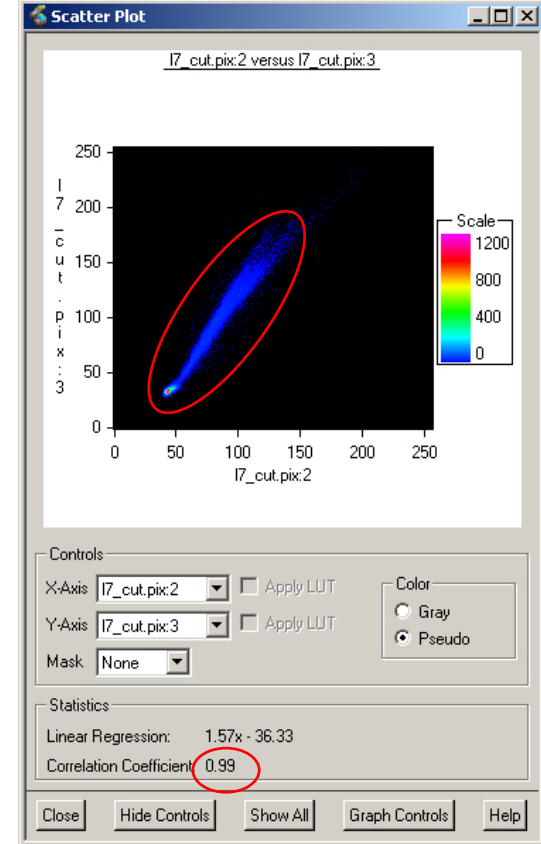 Scatter Plot
l7_cut.pix:2 versus l7_cut.pix:3
250
200
150
100
50
0
l7_cut.pix:3
0 50 100 150 200 250
l7_cut.pix:2
Scale
1200
800
400
0
Controls
X-Axis l7_cut.pix:2 Apply LUT
Y-Axis l7_cut.pix:3 Apply LUT
Mask None
Color
Gray
Pseudo
Statistics
Linear Regression: 1.57x - 36.33
Correlation Coefficient: 0.99
Close Hide Controls Show All Graph Controls Help